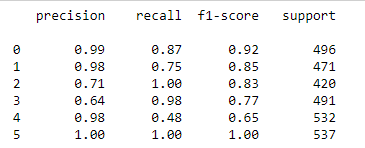 precision recall f1-score support
0 0.99 0.87 0.92 496
1 0.98 0.75 0.85 471
2 0.71 1.00 0.83 420
3 0.64 0.98 0.77 491
4 0.98 0.48 0.65 532
5 1.00 1.00 1.00 537